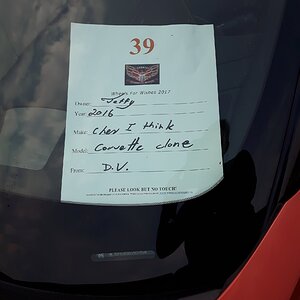 39
Wheels For Wishes 2017
Owner: Jeffy
Year: 2016
Make: Chev I think
Model: Corvette clone
From: D.V.
PLEASE LOOK BUT NO TOUCH!